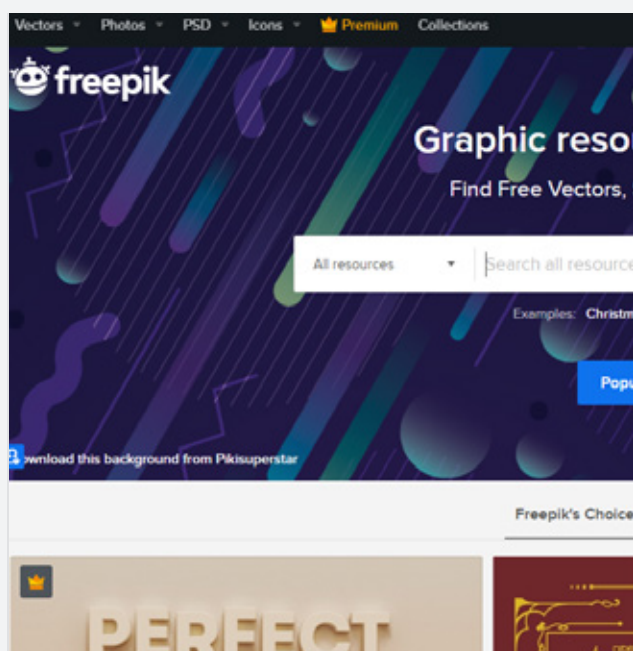 Vectors Photos PSD Icons Premium Collections
freepik
Graphic resou
Find Free Vectors,
All resources Search all resource
Examples: Christm
Popu
ownload this background from Pikisuperstar
Freepik's Choice
PERFECT